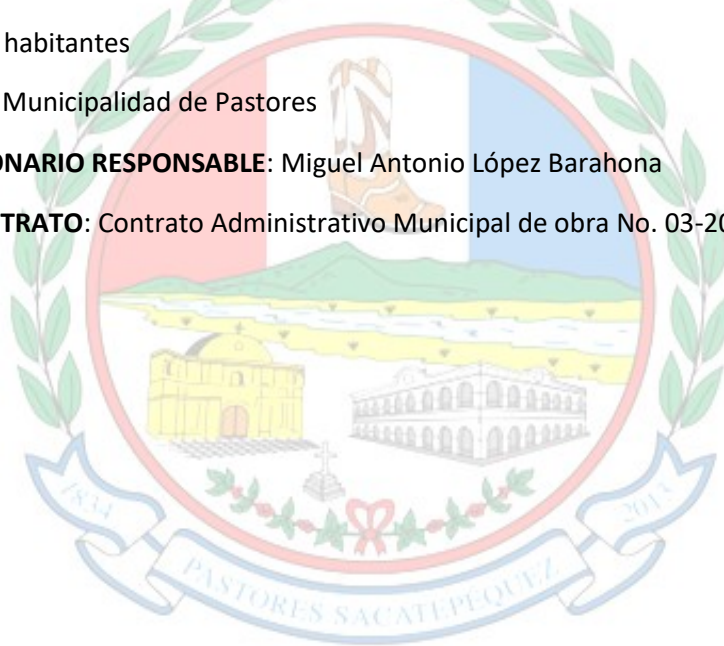 habitantes
Municipalidad de Pastores
ONARIO RESPONSABLE: Miguel Antonio López Barahona
TRATO: Contrato Administrativo Municipal de obra No. 03-20
1834
2013
PASTORES SACATEPÉQUEZ